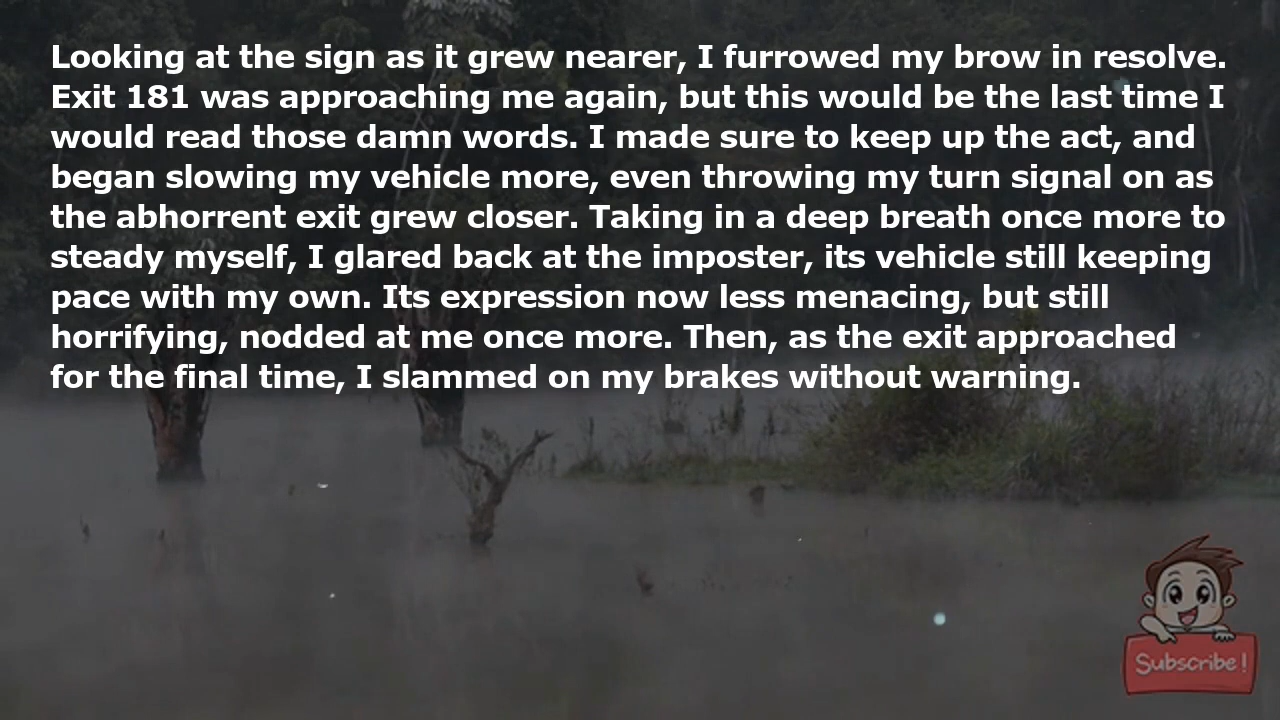 Looking at the sign as it grew nearer, I furrowed my brow in resolve.
Exit 181 was approaching me again, but this would be the last time I
would read those damn words. I made sure to keep up the act, and
began slowing my vehicle more, even throwing my turn signal on as
the abhorrent exit grew closer. Taking in a deep breath once more to
steady myself, I glared back at the imposter, its vehicle still keeping
pace with my own. Its expression now less menacing, but still
horrifying, nodded at me once more. Then, as the exit approached
for the final time, I slammed on my brakes without warning.
Subscribe!